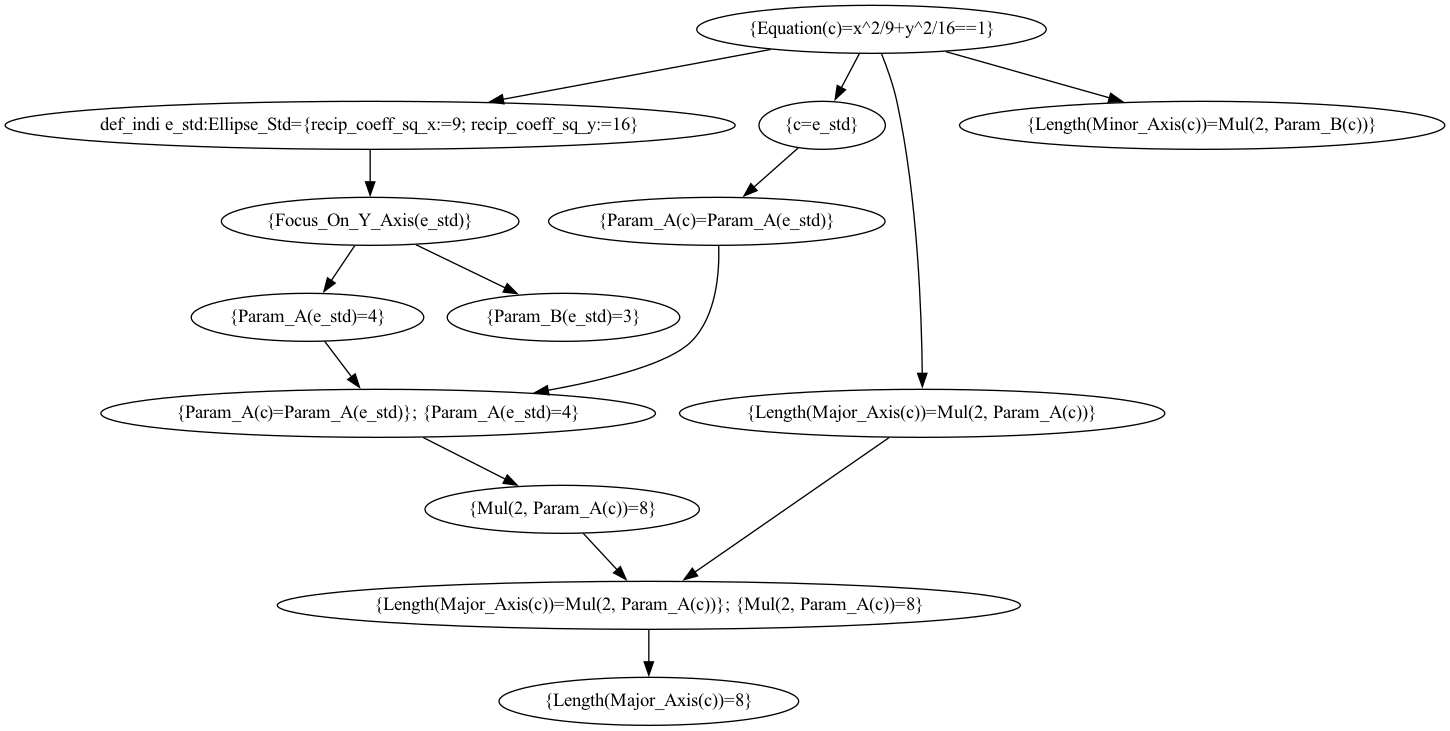 {Equation(c)=x^2/9+y^2/16==1}
def_indi e_std:Ellipse_Std={recip_coeff_sq_x:=9; recip_coeff_sq_y:=16}
{c=e_std}
{Length(Minor_Axis(c))=Mul(2, Param_B(c))}
{Focus_On_Y_Axis(e_std)}
{Param_A(c)=Param_A(e_std)}
{Param_A(e_std)=4}
{Param_B(e_std)=3}
{Param_A(c)=Param_A(e_std)}; {Param_A(e_std)=4}
{Length(Major_Axis(c))=Mul(2, Param_A(c))}
{Mul(2, Param_A(c))=8}
{Length(Major_Axis(c))=Mul(2, Param_A(c))}; {Mul(2, Param_A(c))=8}
{Length(Major_Axis(c))=8}